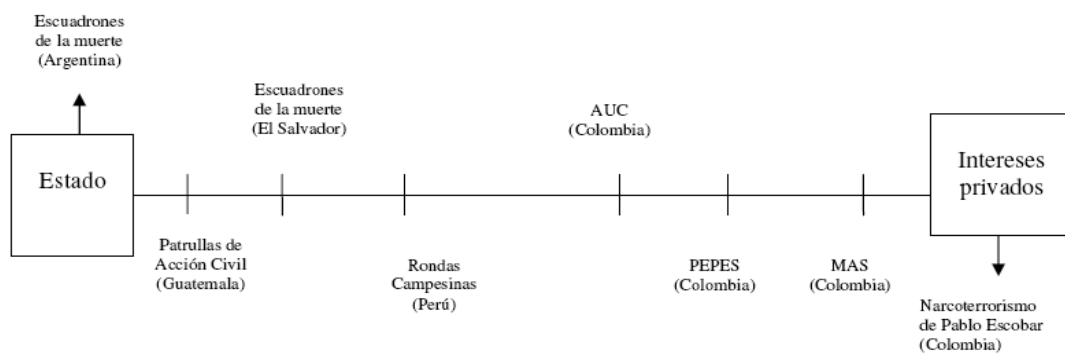 Escuadrones
de la muerte
(Argentina)
Escuadrones
de la muerte
(El Salvador)
AUC
(Colombia)
Estado
Intereses
privados
Patrullas de
Acción Civil
(Guatemala)
Rondas
Campesinas
(Perú)
PEPES
(Colombia)
MAS
(Colombia)
Narcoterrorismo
de Pablo Escobar
(Colombia)